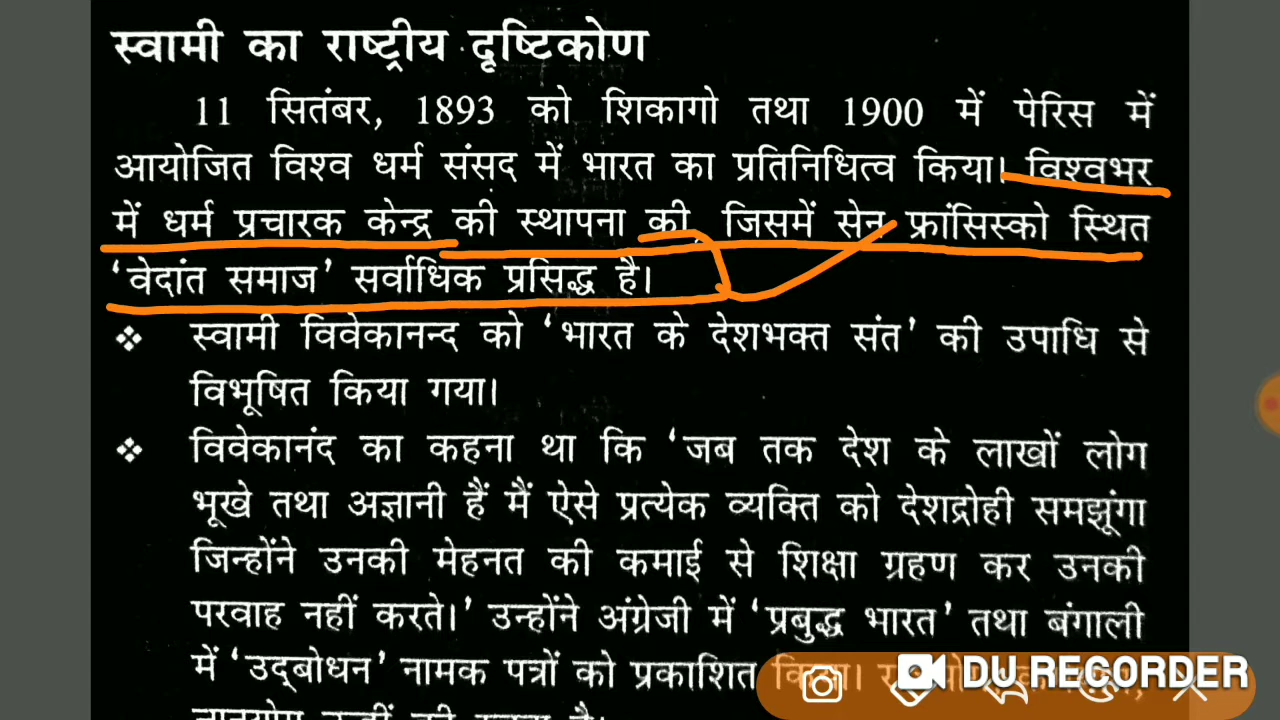 स्वामी का राष्ट्रीय दृष्टिकोण
11 सितंबर, 1893 को शिकागो तथा 1900 में पेरिस में
आयोजित विश्व धर्म संसद में भारत का प्रतिनिधित्व किया। विश्वभर
में धर्म प्रचारक केन्द्र की स्थापना की, जिसमें सेन फ्रांसिस्को स्थित
‘वेदांत समाज’ सर्वाधिक प्रसिद्ध है।
❖ स्वामी विवेकानन्द को ‘भारत के देशभक्त संत’ की उपाधि से
विभूषित किया गया।
❖ विवेकानंद का कहना था कि ‘जब तक देश के लाखों लोग
भूखे तथा अज्ञानी हैं मैं ऐसे प्रत्येक व्यक्ति को देशद्रोही समझूंगा
जिन्होंने उनकी मेहनत की कमाई से शिक्षा ग्रहण कर उनकी
परवाह नहीं करते।’ उन्होंने अंग्रेजी में ‘प्रबुद्ध भारत’ तथा बंगाली
में ‘उद्बोधन’ नामक पत्रों को प्रकाशित किया।
DU RECORDER